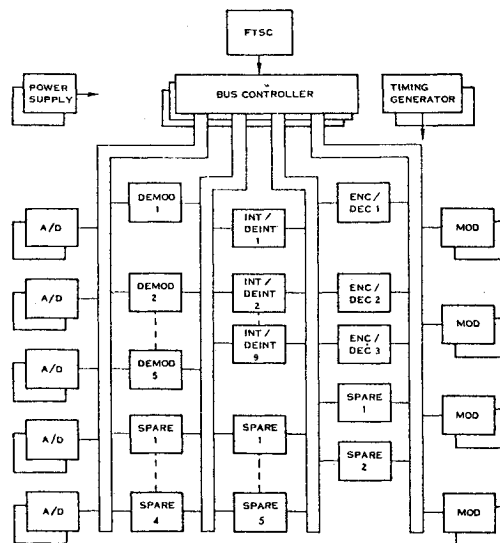 FTSC
POWER
SUPPLY
BUS CONTROLLER
TIMING
GENERATOR
DEMOD
1
ENC/
DEC 1
A/D
INT/
DEINT
1
MOD
A/D
DEMOD
2
INT/
DEINT
2
ENC/
DEC 2
MOD
INT/
DEINT
9
ENC/
DEC 3
A/D
DEMOD
5
SPARE
1
MOD
A/D
SPARE
1
SPARE
1
SPARE
2
A/D
SPARE
4
SPARE
5
MOD